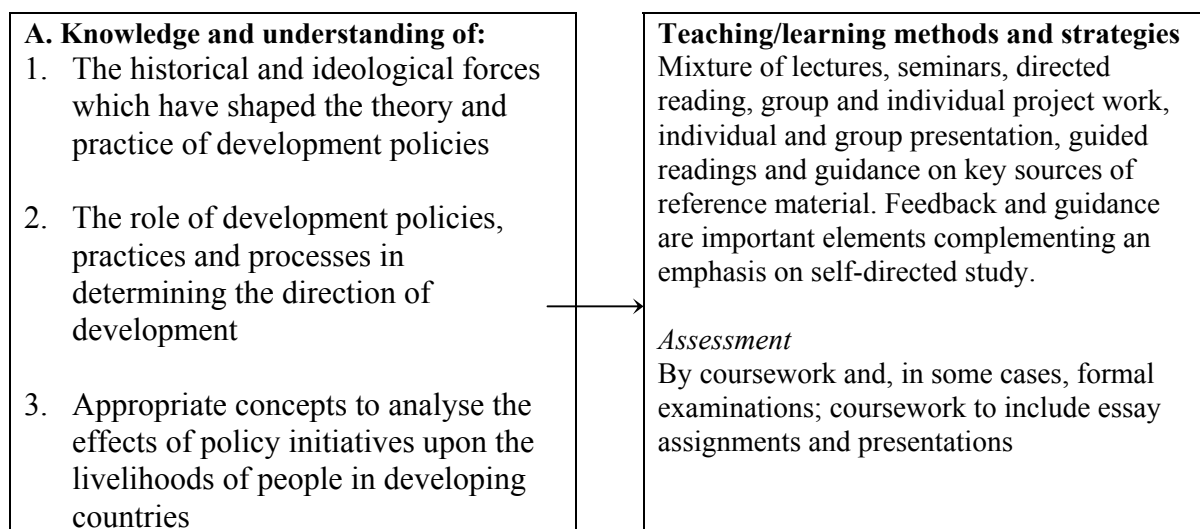 A. Knowledge and understanding of:
1. The historical and ideological forces
which have shaped the theory and
practice of development policies
2. The role of development policies,
practices and processes in
determining the direction of
development
3. Appropriate concepts to analyse the
effects of policy initiatives upon the
livelihoods of people in developing
countries
Teaching/learning methods and strategies
Mixture of lectures, seminars, directed
reading, group and individual project work,
individual and group presentation, guided
readings and guidance on key sources of
reference material. Feedback and guidance
are important elements complementing an
emphasis on self-directed study.
Assessment
By coursework and, in some cases, formal
examinations; coursework to include essay
assignments and presentations